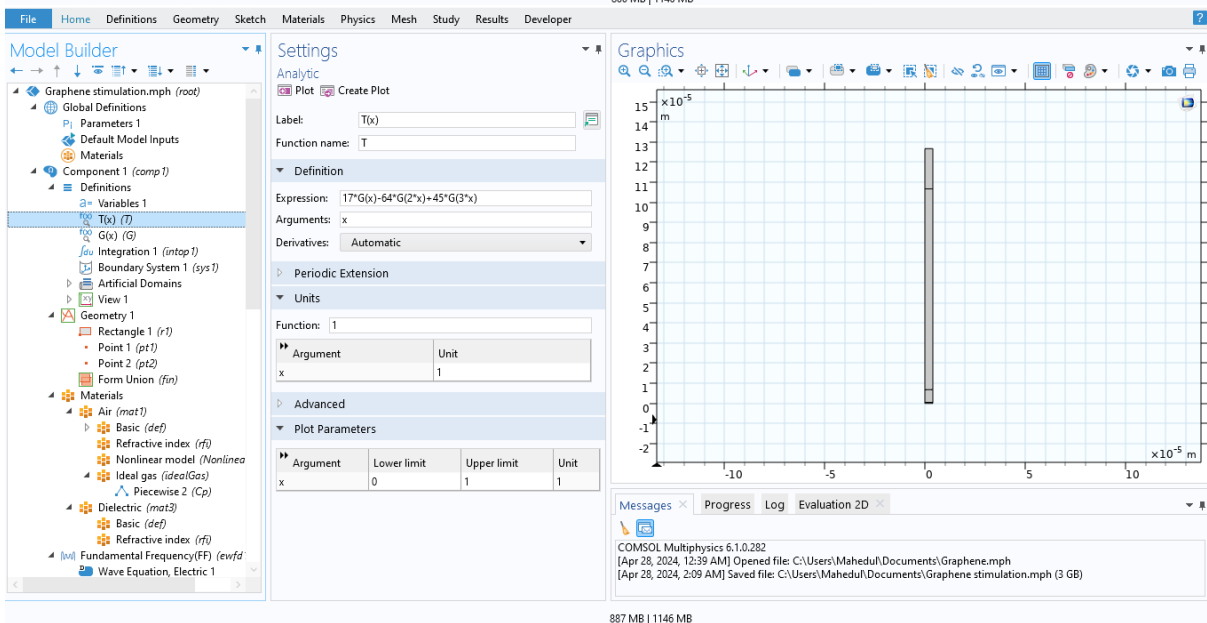 File Home Definitions Geometry Sketch Materials Physics Mesh Study Results Developer ?
Model Builder
Graphene stimulation.mph (root)
Global Definitions
Pi Parameters 1
Default Model Inputs
Materials
Component 1 (comp1)
Definitions
a= Variables 1
T(x) (T)
G(x) (G)
Integration 1 (intop1)
Boundary System 1 (sys1)
Artificial Domains
View 1
Geometry 1
Rectangle 1 (r1)
Point 1 (pt1)
Point 2 (pt2)
Form Union (fin)
Materials
Air (mat1)
Basic (def)
Refractive index (rfi)
Nonlinear model (Nonlinea
Ideal gas (idealGas)
Piecewise 2 (Cp)
Dielectric (mat3)
Basic (def)
Refractive index (rfi)
Fundamental Frequency(FF) (ewfd
Wave Equation, Electric 1
Settings
Analytic
Plot Create Plot
Label: T(x)
Function name: T
Definition
Expression: 17*G(x)-64*G(2*x)+45*G(3*x)
Arguments: x
Derivatives: Automatic
Periodic Extension
Units
Function: 1
Argument Unit
x 1
Advanced
Plot Parameters
Argument Lower limit Upper limit Unit
x 0 1 1
Graphics
×10-5
m
15
14
13
12
11
10
9
8
7
6
5
4
3
2
1
0
-1
-2
×10-5 m
-10 -5 0 5 10
Messages Progress Log Evaluation 2D
COMSOL Multiphysics 6.1.0.282
[Apr 28, 2024, 12:39 AM] Opened file: C:\Users\Mahedul\Documents\Graphene.mph
[Apr 28, 2024, 2:09 AM] Saved file: C:\Users\Mahedul\Documents\Graphene stimulation.mph (3 GB)
887 MB | 1146 MB